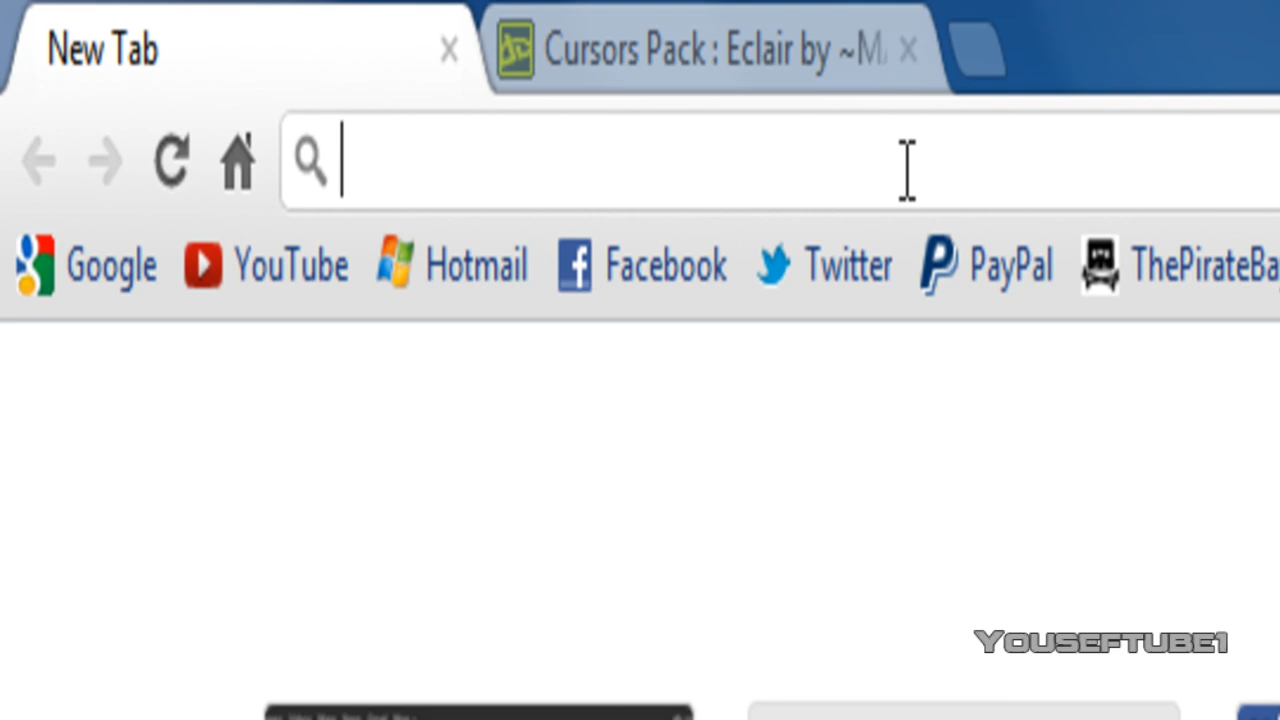 New Tab
Cursors Pack : Eclair by ~M
Google YouTube Hotmail Facebook Twitter PayPal ThePirateBa
YOUSEFTUBE1